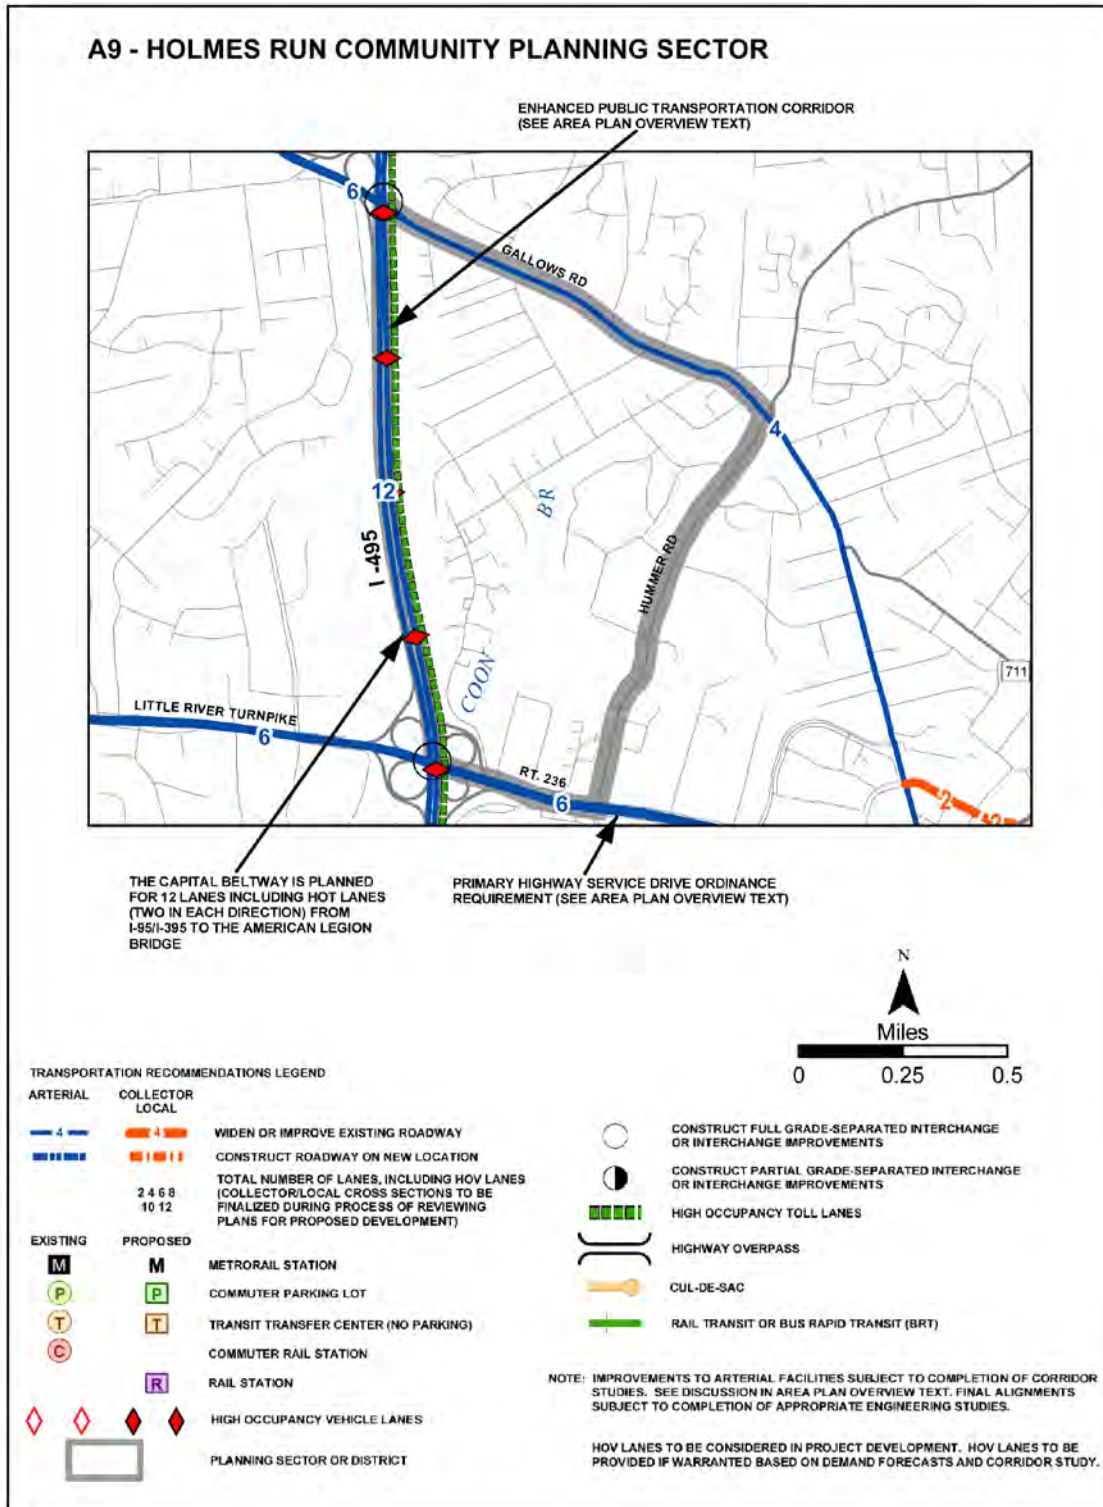 A9 - HOLMES RUN COMMUNITY PLANNING SECTOR
ENHANCED PUBLIC TRANSPORTATION CORRIDOR
(SEE AREA PLAN OVERVIEW TEXT)
6
GALLOWS RD
4
12
BR
I -495
HUMMER RD
COON
711
LITTLE RIVER TURNPIKE
6
RT. 236
6
2
2
THE CAPITAL BELTWAY IS PLANNED
FOR 12 LANES INCLUDING HOT LANES
(TWO IN EACH DIRECTION) FROM
I-95/I-395 TO THE AMERICAN LEGION
BRIDGE
PRIMARY HIGHWAY SERVICE DRIVE ORDINANCE
REQUIREMENT (SEE AREA PLAN OVERVIEW TEXT)
N
Miles
0 0.25 0.5
TRANSPORTATION RECOMMENDATIONS LEGEND
ARTERIAL COLLECTOR
LOCAL
4 4 WIDEN OR IMPROVE EXISTING ROADWAY
CONSTRUCT ROADWAY ON NEW LOCATION
2 4 6 8
10 12
TOTAL NUMBER OF LANES, INCLUDING HOV LANES
(COLLECTOR/LOCAL CROSS SECTIONS TO BE
FINALIZED DURING PROCESS OF REVIEWING
PLANS FOR PROPOSED DEVELOPMENT)
EXISTING PROPOSED
M M METRORAIL STATION
P P COMMUTER PARKING LOT
T T TRANSIT TRANSFER CENTER (NO PARKING)
C COMMUTER RAIL STATION
R RAIL STATION
HIGH OCCUPANCY VEHICLE LANES
PLANNING SECTOR OR DISTRICT
CONSTRUCT FULL GRADE-SEPARATED INTERCHANGE
OR INTERCHANGE IMPROVEMENTS
CONSTRUCT PARTIAL GRADE-SEPARATED INTERCHANGE
OR INTERCHANGE IMPROVEMENTS
HIGH OCCUPANCY TOLL LANES
HIGHWAY OVERPASS
CUL-DE-SAC
RAIL TRANSIT OR BUS RAPID TRANSIT (BRT)
NOTE: IMPROVEMENTS TO ARTERIAL FACILITIES SUBJECT TO COMPLETION OF CORRIDOR
STUDIES. SEE DISCUSSION IN AREA PLAN OVERVIEW TEXT. FINAL ALIGNMENTS
SUBJECT TO COMPLETION OF APPROPRIATE ENGINEERING STUDIES.
HOV LANES TO BE CONSIDERED IN PROJECT DEVELOPMENT. HOV LANES TO BE
PROVIDED IF WARRANTED BASED ON DEMAND FORECASTS AND CORRIDOR STUDY.